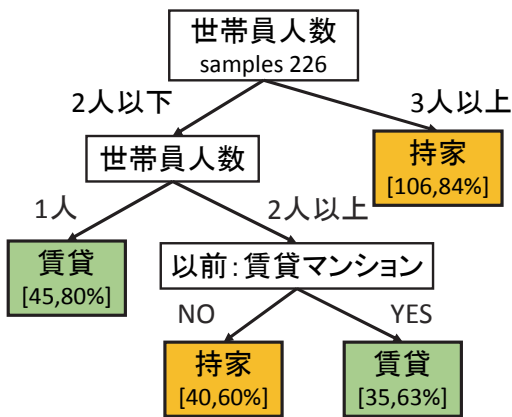 世帯員人数
samples 226
2人以下
3人以上
世帯員人数
持家
[106,84%]
1人
2人以上
賃貸
[45,80%]
以前：賃貸マンション
NO
YES
持家
[40,60%]
賃貸
[35,63%]